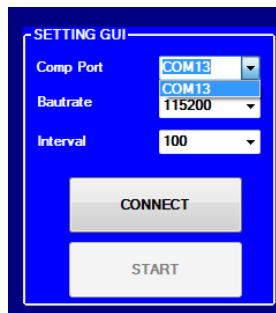 SETTING GUI
Comp Port COM13
COM13
Bautrate 115200
Interval 100
CONNECT
START